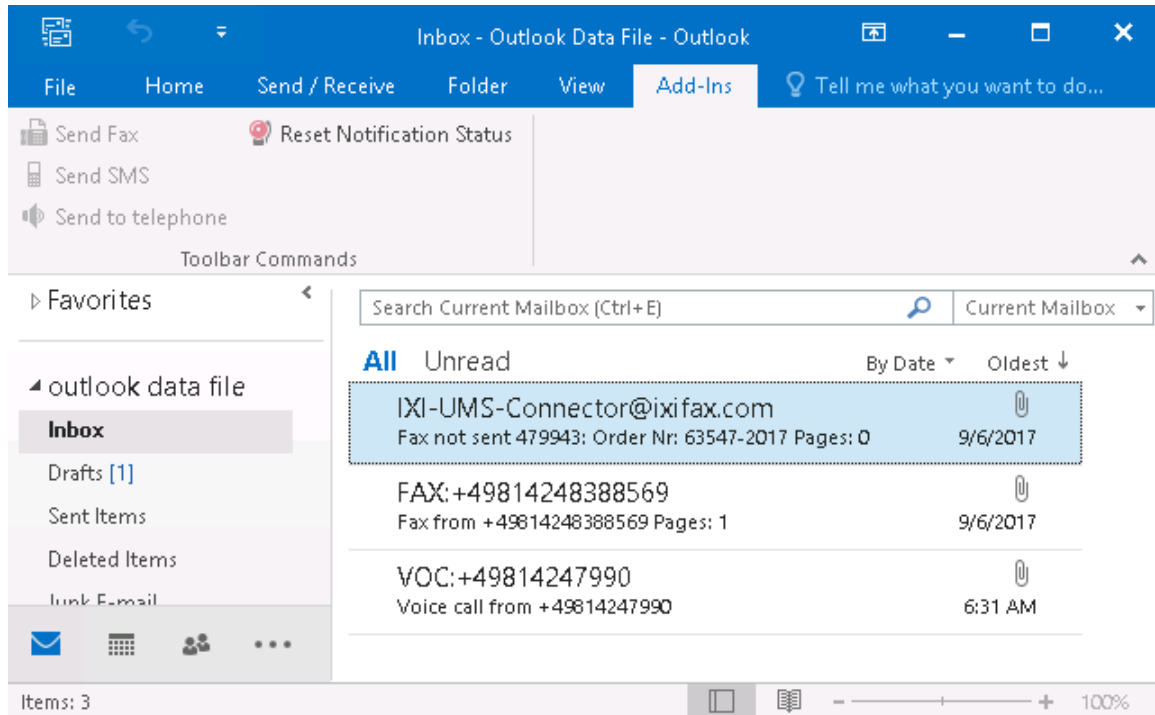 Inbox - Outlook Data File - Outlook
File Home Send / Receive Folder View Add-Ins Tell me what you want to do...
Send Fax Reset Notification Status
Send SMS
Send to telephone
Toolbar Commands
Favorites
Search Current Mailbox (Ctrl+E) Current Mailbox
All Unread By Date Oldest
outlook data file
IXI-UMS-Connector@ixifax.com
Inbox
Fax not sent 479943: Order Nr: 63547-2017 Pages: 0 9/6/2017
Drafts [1]
FAX:+49814248388569
Sent Items
Fax from +49814248388569 Pages: 1 9/6/2017
Deleted Items
VOC:+49814247990
Junk E-mail
Voice call from +49814247990 6:31 AM
Items: 3 100%